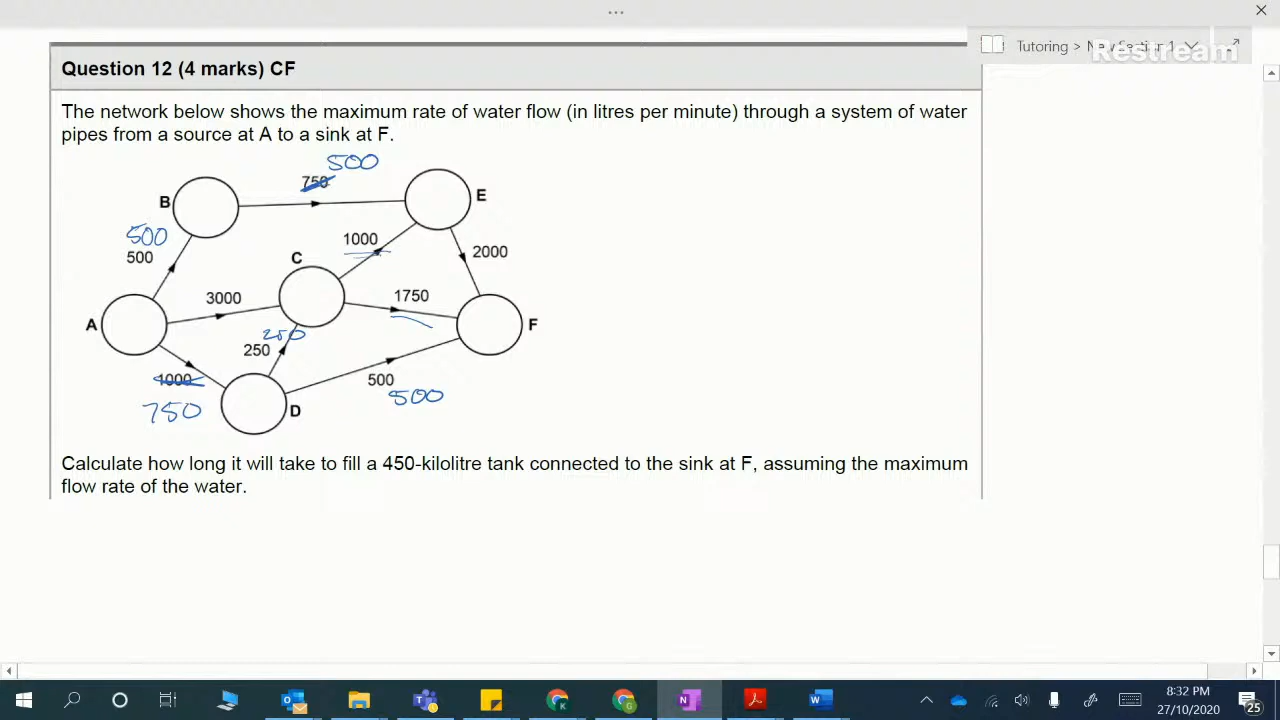 ...
Tutoring > New Section 1
Restream
Question 12 (4 marks) CF
The network below shows the maximum rate of water flow (in litres per minute) through a system of water
pipes from a source at A to a sink at F.
500
750
B
E
500
500
1000
2000
C
3000
1750
A
F
250
250
1000
500
750
D
500
Calculate how long it will take to fill a 450-kilolitre tank connected to the sink at F, assuming the maximum
flow rate of the water.
8:32 PM
27/10/2020
25